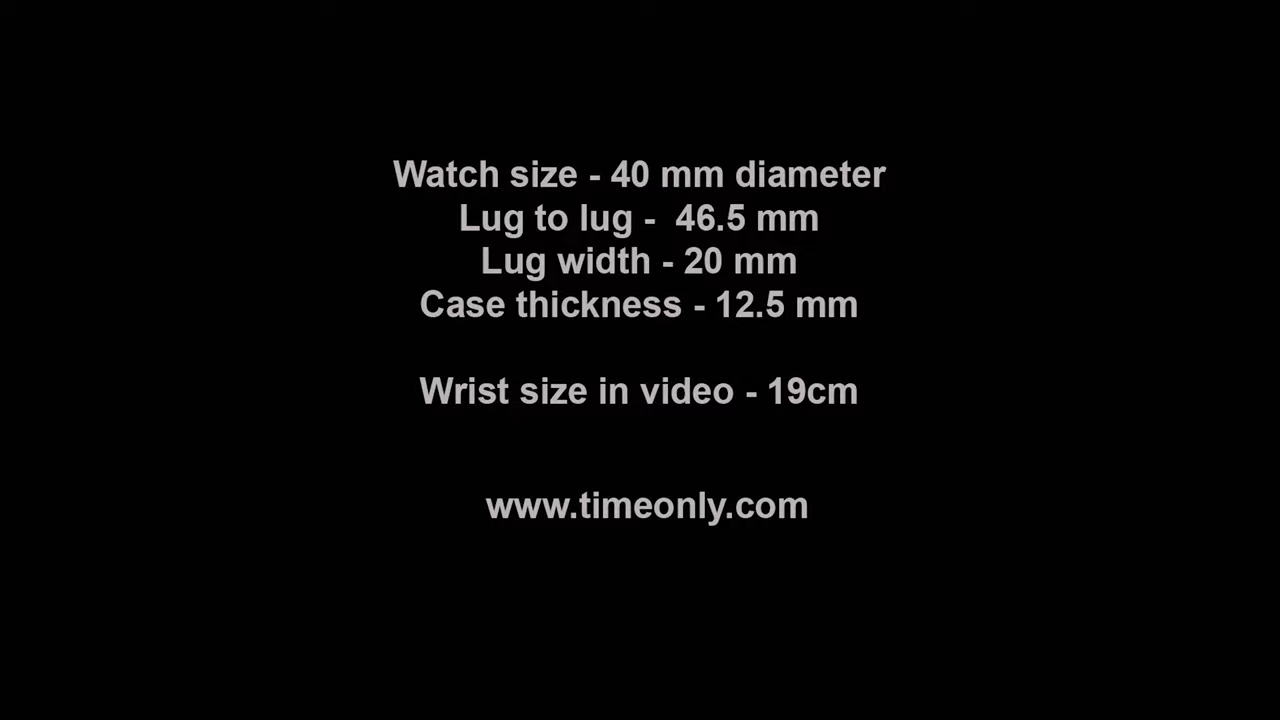 Watch size - 40 mm diameter
Lug to lug -  46.5 mm
Lug width - 20 mm
Case thickness - 12.5 mm
Wrist size in video - 19cm
www.timeonly.com